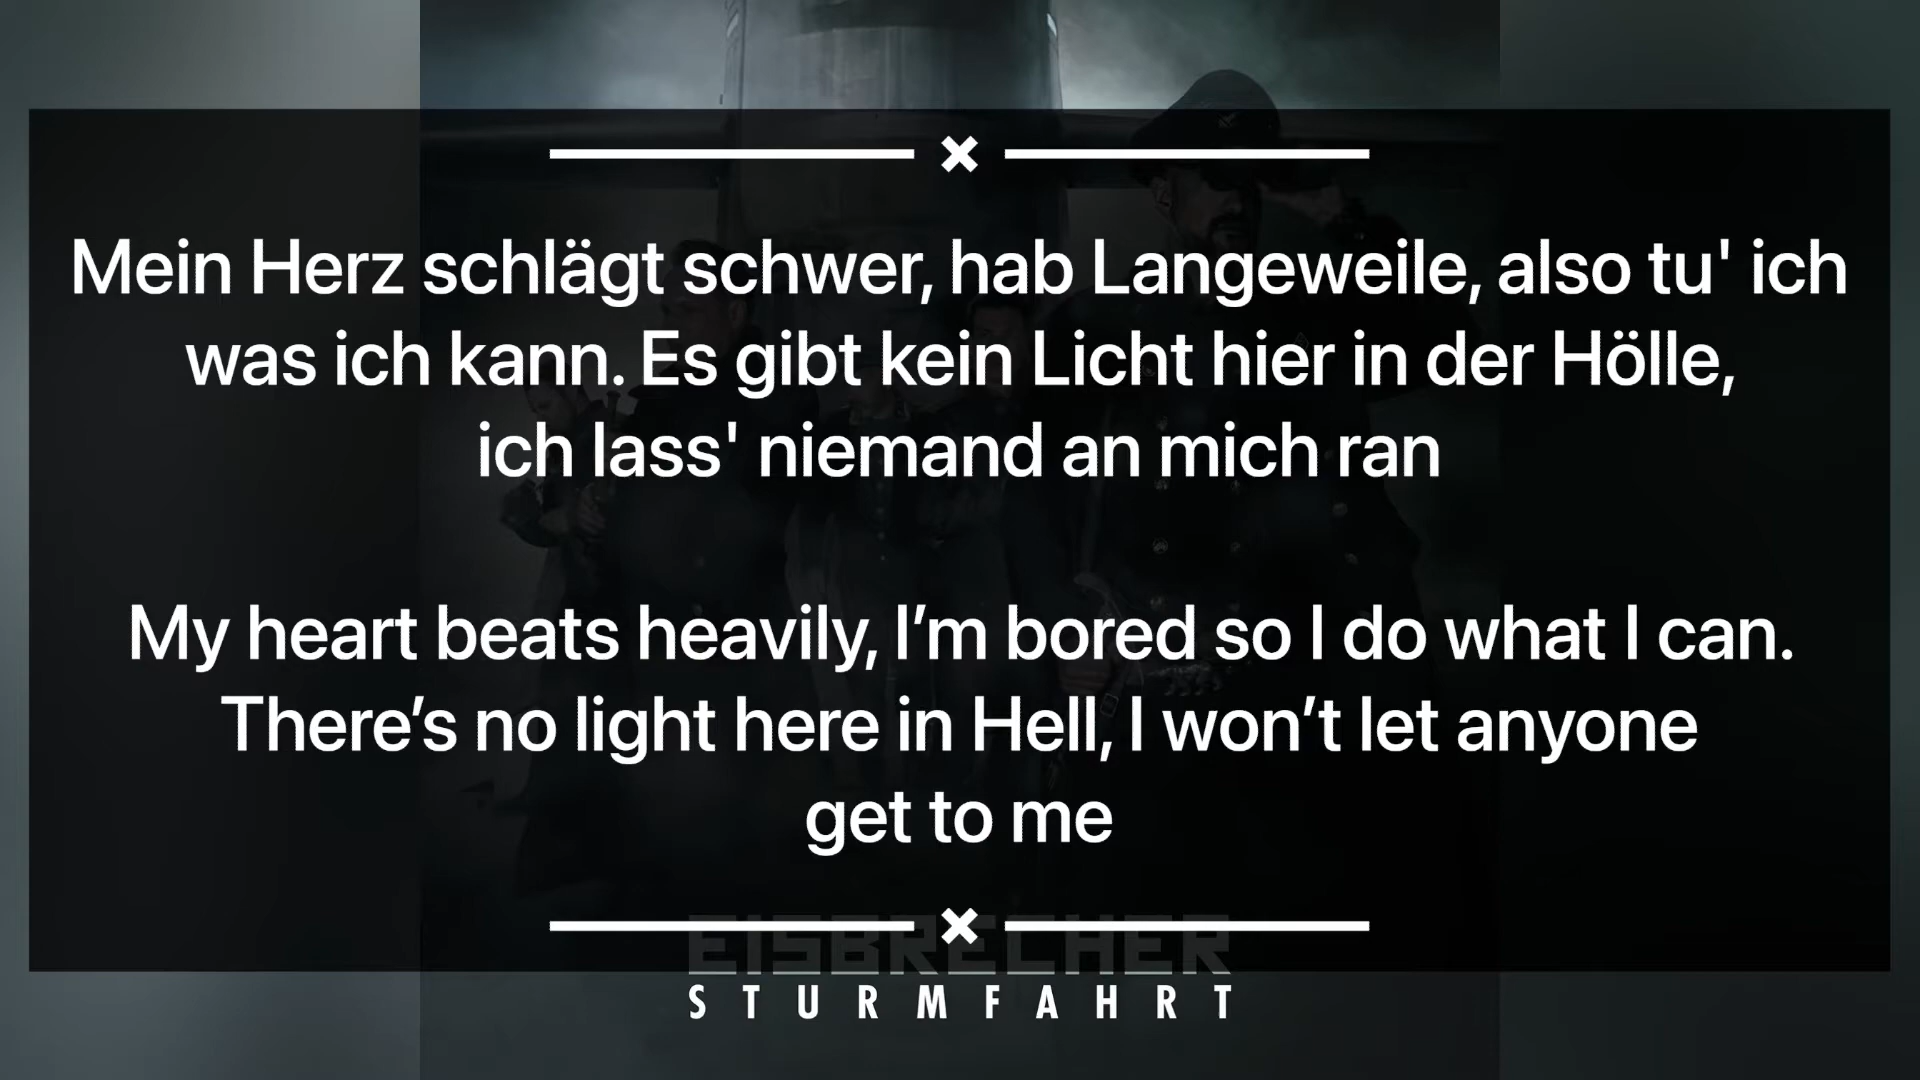 Mein Herz schlägt schwer, hab Langeweile, also tu' ich
was ich kann. Es gibt kein Licht hier in der Hölle,
ich lass' niemand an mich ran
My heart beats heavily, I’m bored so I do what I can.
There’s no light here in Hell, I won’t let anyone
get to me
EISBRECHER
STURMFAHRT